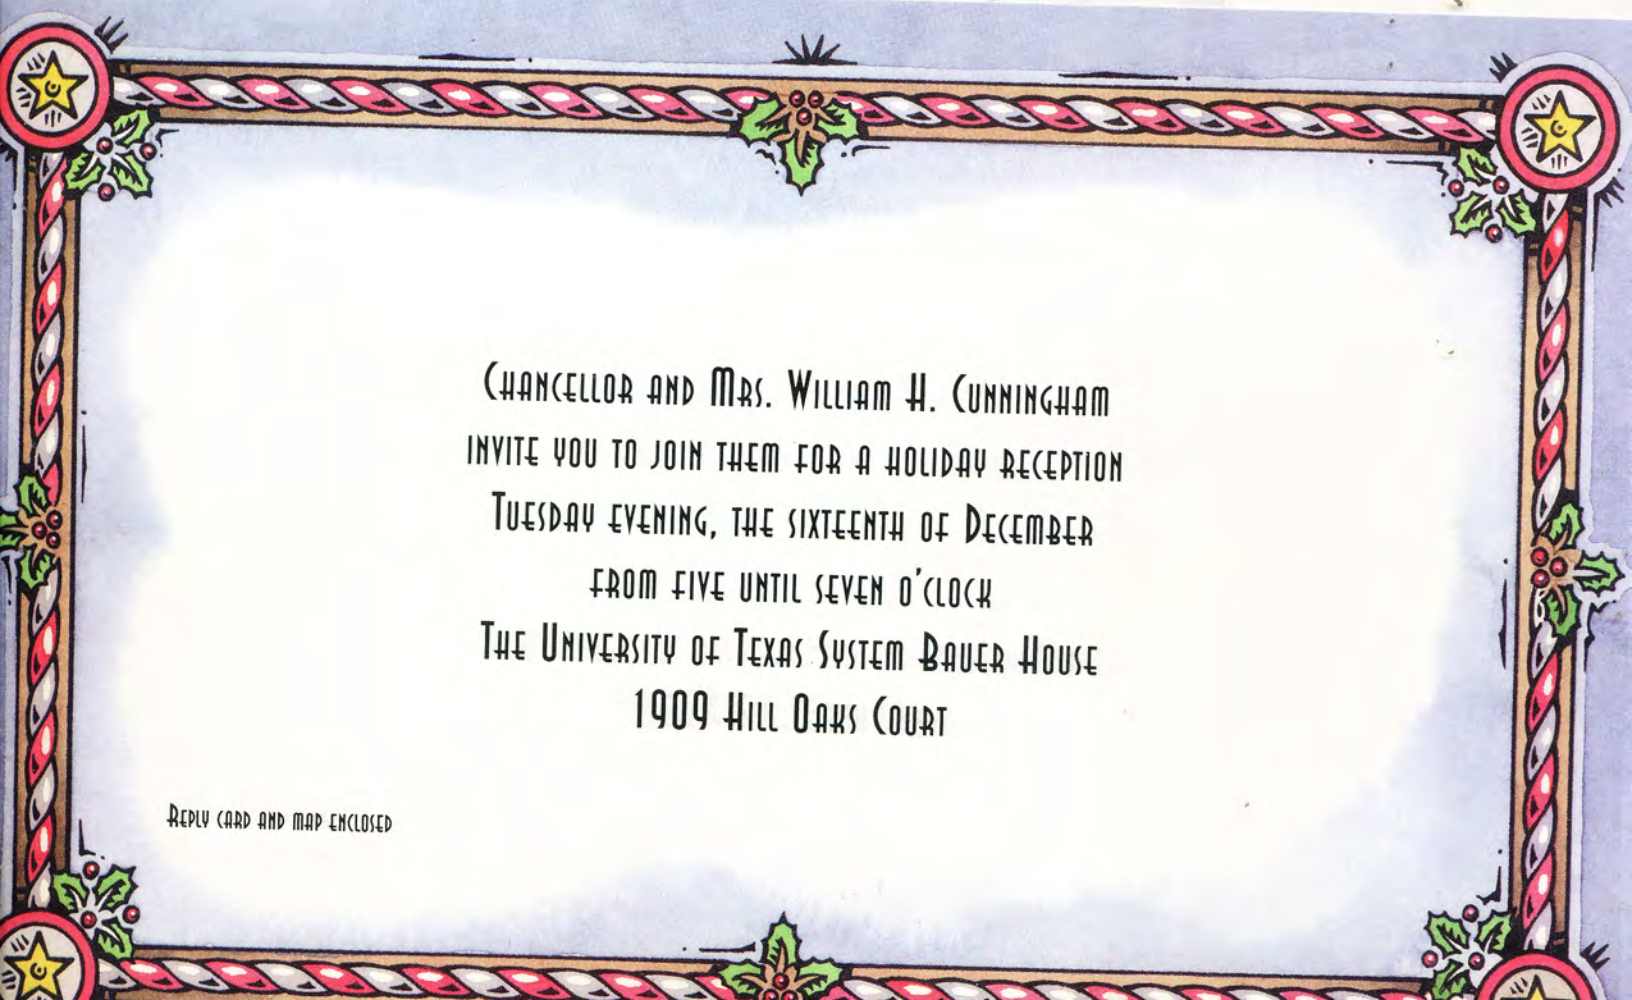 Chancellor and Mrs. William H. Cunningham
invite you to join them for a holiday reception
Tuesday evening, the sixteenth of December
from five until seven o'clock
The University of Texas System Bauer House
1909 Hill Oaks Court
Reply card and map enclosed